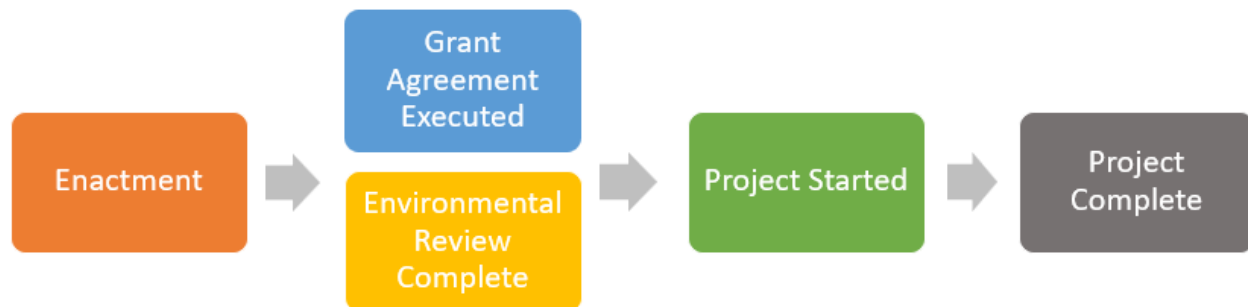 Enactment
Grant
Agreement
Executed
Environmental
Review
Complete
Project Started
Project
Complete